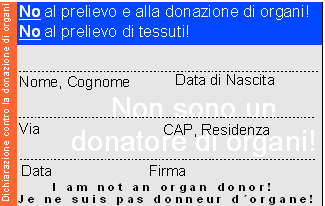 Dichiarazione contro la donazione di organi
No al prelievo e alla donazione di organi!
No al prelievo di tessuti!
Nome, Cognome Data di Nascita
Non sono un
Via CAP, Residenza
donatore di organi!
Data Firma
I am not an organ donor!
Je ne suis pas donneur d´organe!